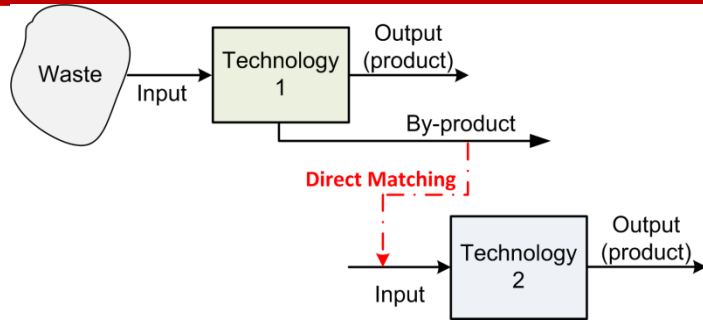 Waste
Input
Technology
1
Output
(product)
By-product
Direct Matching
Input
Technology
2
Output
(product)